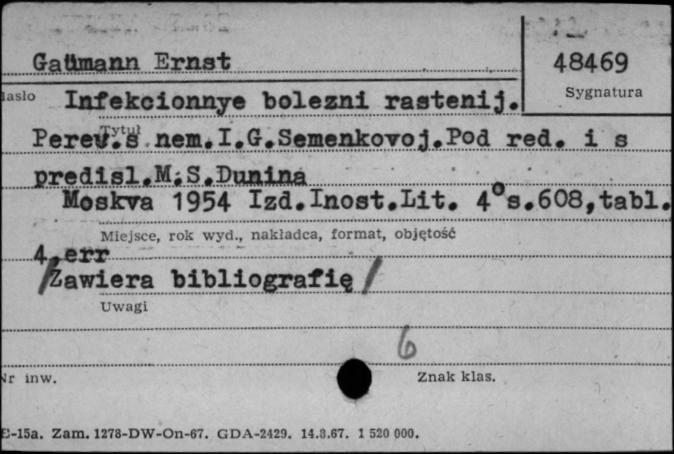 Gaümann Ernst
48469
Sygnatura
Hasło
Infekcionnye bolezni rastenij.
Tytuł
Perev.s nem.I.G.Semenkovoj.Pod red. i s
predisl.M.S.Dunina
Moskva 1954 Izd.Inost.Lit. 4°s.608,tabl.
Miejsce, rok wyd., nakładca, format, objętość
4,err
/Zawiera bibliografię/
Uwagi
6
Nr inw.
Znak klas.
E-15a. Zam. 1278-DW-On-67. GDA-2429. 14.8.67. 1 520 000.